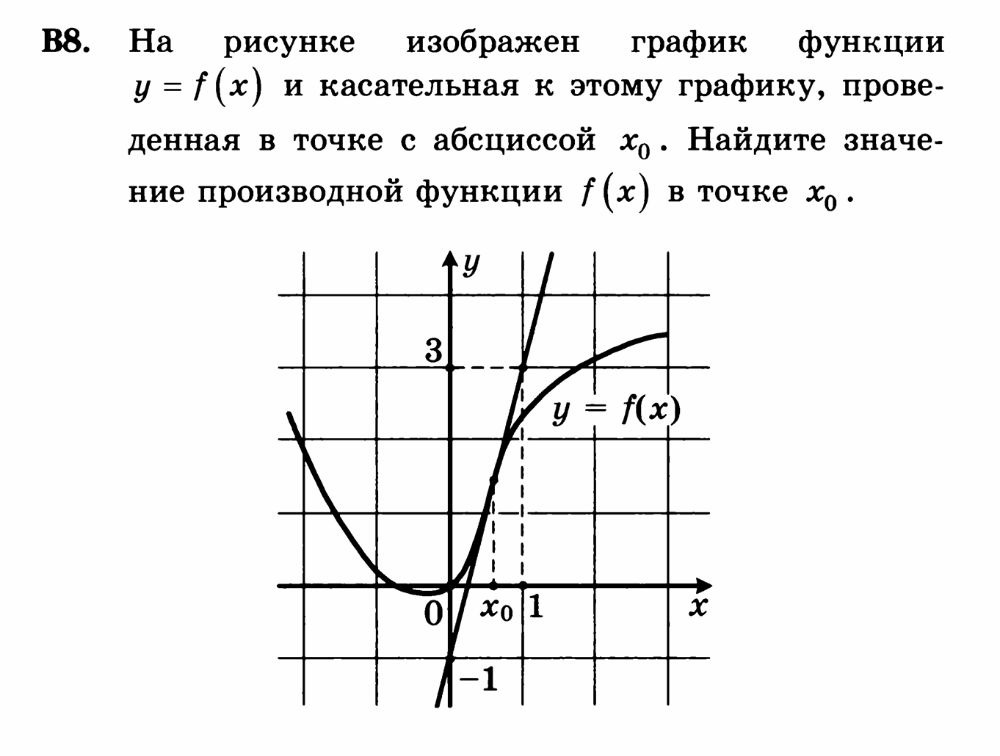 В8. На рисунке изображен график функции
y = f(x) и касательная к этому графику, прове-
денная в точке с абсциссой x₀. Найдите значе-
ние производной функции f(x) в точке x₀.
y
3
y = f(x)
0 x₀ 1 x
−1